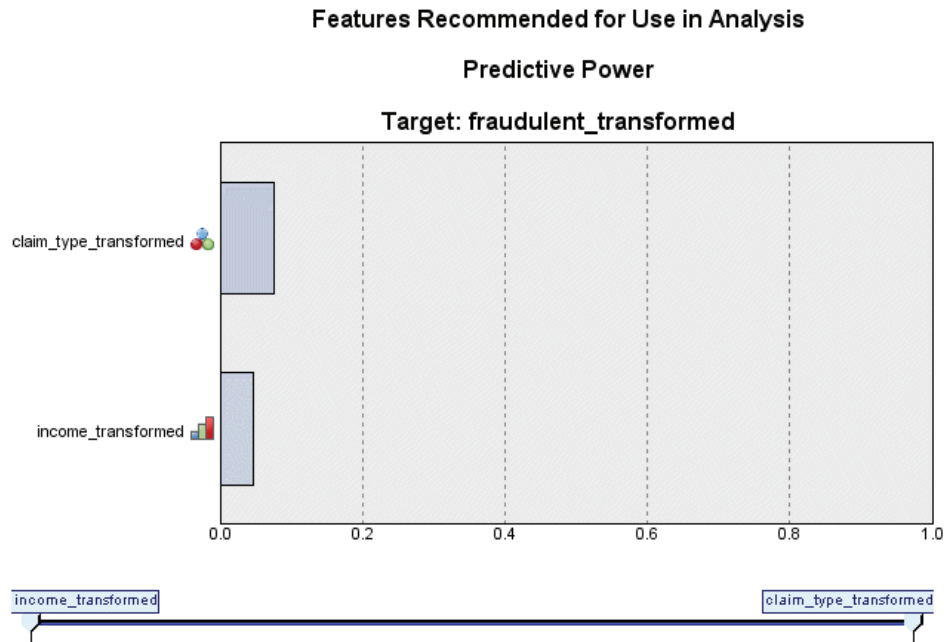 Features Recommended for Use in Analysis
Predictive Power
Target: fraudulent_transformed
claim_type_transformed
income_transformed
0.0 0.2 0.4 0.6 0.8 1.0
income_transformed claim_type_transformed